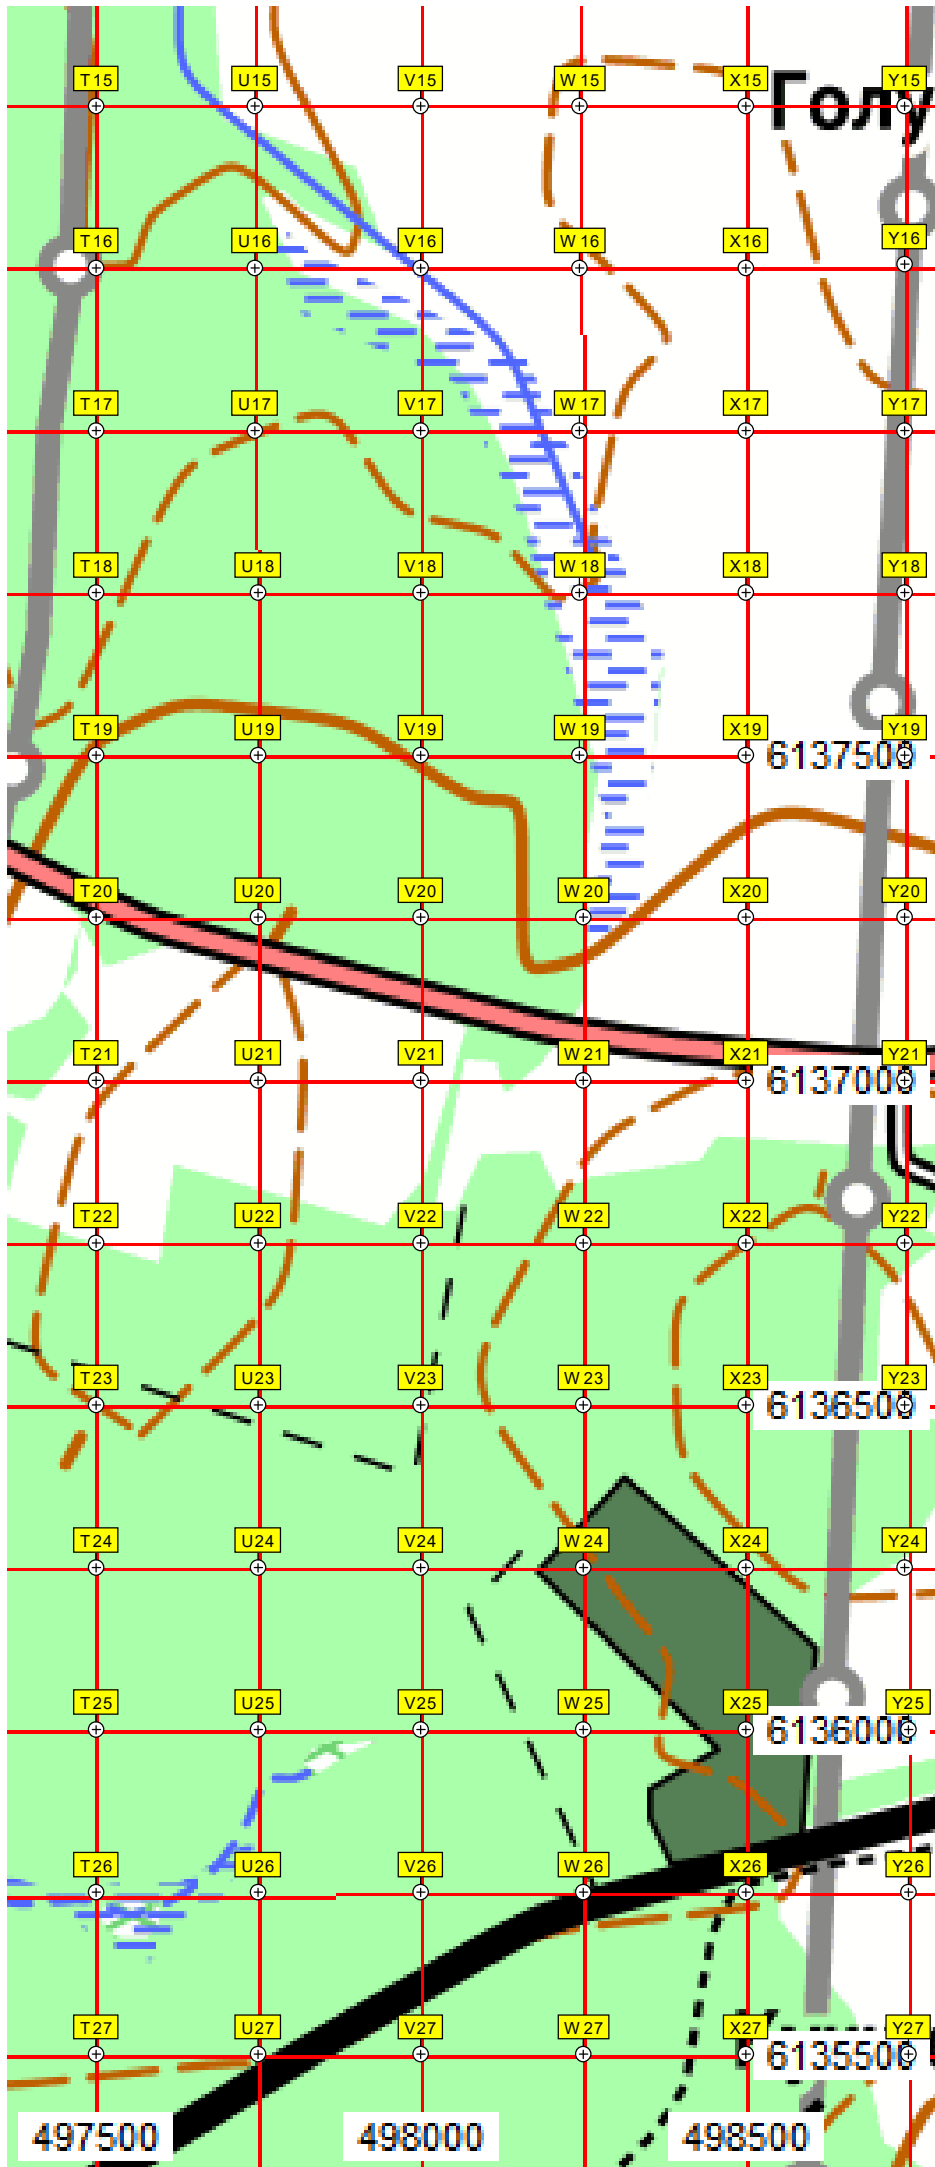 T15 U15 V15 W15 X15 Y15
Голу
T16 U16 V16 W16 X16 Y16
T17 U17 V17 W17 X17 Y17
T18 U18 V18 W18 X18 Y18
T19 U19 V19 W19 X19 Y19
6137500
T20 U20 V20 W20 X20 Y20
T21 U21 V21 W21 X21 Y21
6137000
T22 U22 V22 W22 X22 Y22
T23 U23 V23 W23 X23 Y23
6136500
T24 U24 V24 W24 X24 Y24
T25 U25 V25 W25 X25 Y25
6136000
T26 U26 V26 W26 X26 Y26
T27 U27 V27 W27 X27 Y27
6135500
497500 498000 498500